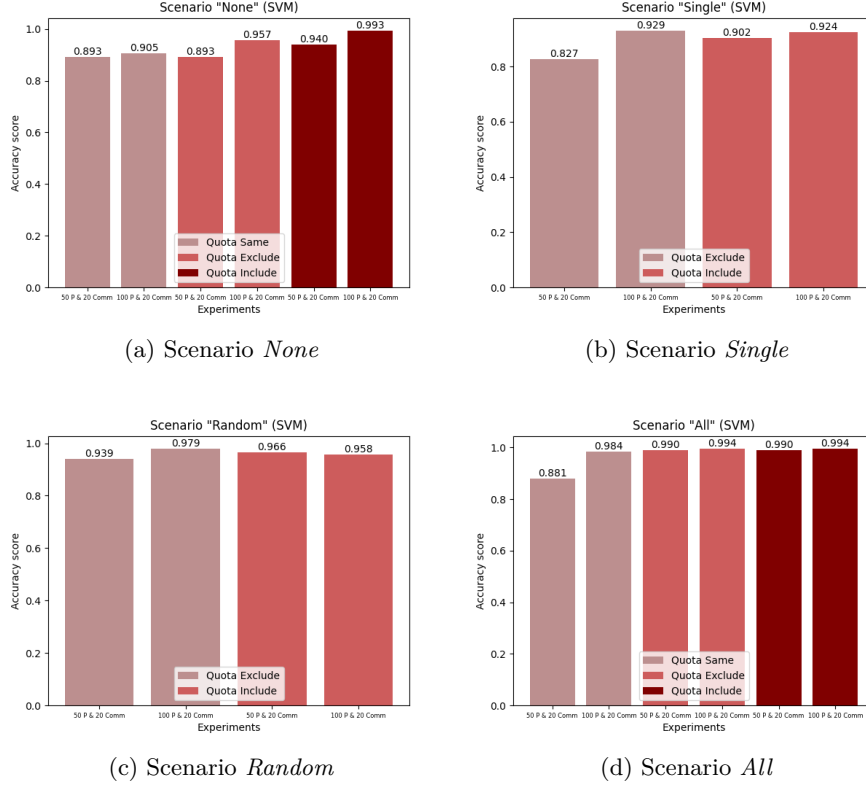 Scenario "None" (SVM)
1.0
0.8
0.6
0.4
0.2
0.0
Accuracy score
0.893
0.905
0.893
0.957
0.940
0.993
Quota Same
Quota Exclude
Quota Include
50 P & 20 Comm
100 P & 20 Comm
50 P & 20 Comm
100 P & 20 Comm
50 P & 20 Comm
100 P & 20 Comm
Experiments
(a) Scenario None
Scenario "Single" (SVM)
0.8
0.6
0.4
0.2
0.0
Accuracy score
0.827
0.929
0.902
0.924
Quota Exclude
Quota Include
50 P & 20 Comm
100 P & 20 Comm
50 P & 20 Comm
100 P & 20 Comm
Experiments
(b) Scenario Single
Scenario "Random" (SVM)
1.0
0.8
0.6
0.4
0.2
0.0
Accuracy score
0.939
0.979
0.966
0.958
Quota Exclude
Quota Include
50 P & 20 Comm
100 P & 20 Comm
50 P & 20 Comm
100 P & 20 Comm
Experiments
(c) Scenario Random
Scenario "All" (SVM)
1.0
0.8
0.6
0.4
0.2
0.0
Accuracy score
0.881
0.984
0.990
0.994
0.990
0.994
Quota Same
Quota Exclude
Quota Include
50 P & 20 Comm
100 P & 20 Comm
50 P & 20 Comm
100 P & 20 Comm
50 P & 20 Comm
100 P & 20 Comm
Experiments
(d) Scenario All